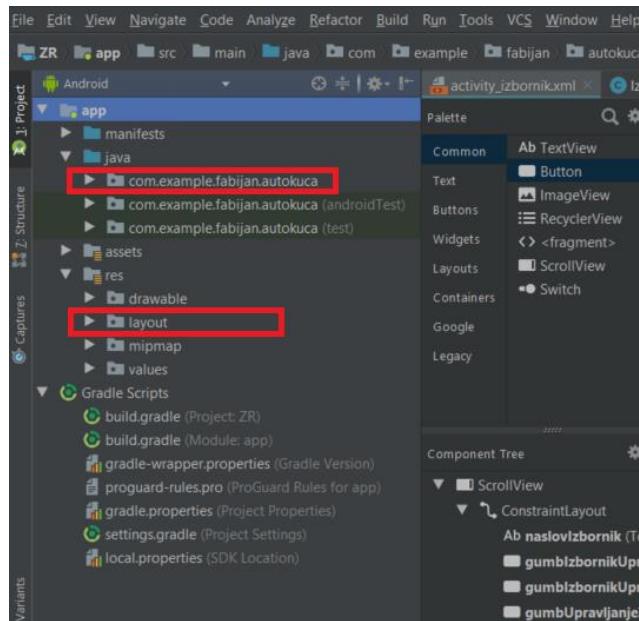 File Edit View Navigate Code Analyze Refactor Build Run Tools VCS Window Help
ZR app src main java com example fabijan autokuca
Android
activity_izbornik.xml
1: Project
Z: Structure
Captures
Variants
app
manifests
java
com.example.fabijan.autokuca
com.example.fabijan.autokuca (androidTest)
com.example.fabijan.autokuca (test)
assets
res
drawable
layout
mipmap
values
Gradle Scripts
build.gradle (Project: ZR)
build.gradle (Module: app)
gradle-wrapper.properties (Gradle Version)
proguard-rules.pro (ProGuard Rules for app)
gradle.properties (Project Properties)
settings.gradle (Project Settings)
local.properties (SDK Location)
Palette
Common
Text
Buttons
Widgets
Layouts
Containers
Google
Legacy
Ab TextView
Button
ImageView
RecyclerView
<> <fragment>
ScrollView
Switch
Component Tree
ScrollView
ConstraintLayout
Ab naslovIzbornik (T
gumbIzbornikUpr
gumbIzbornikUpr
gumbUpravljanje